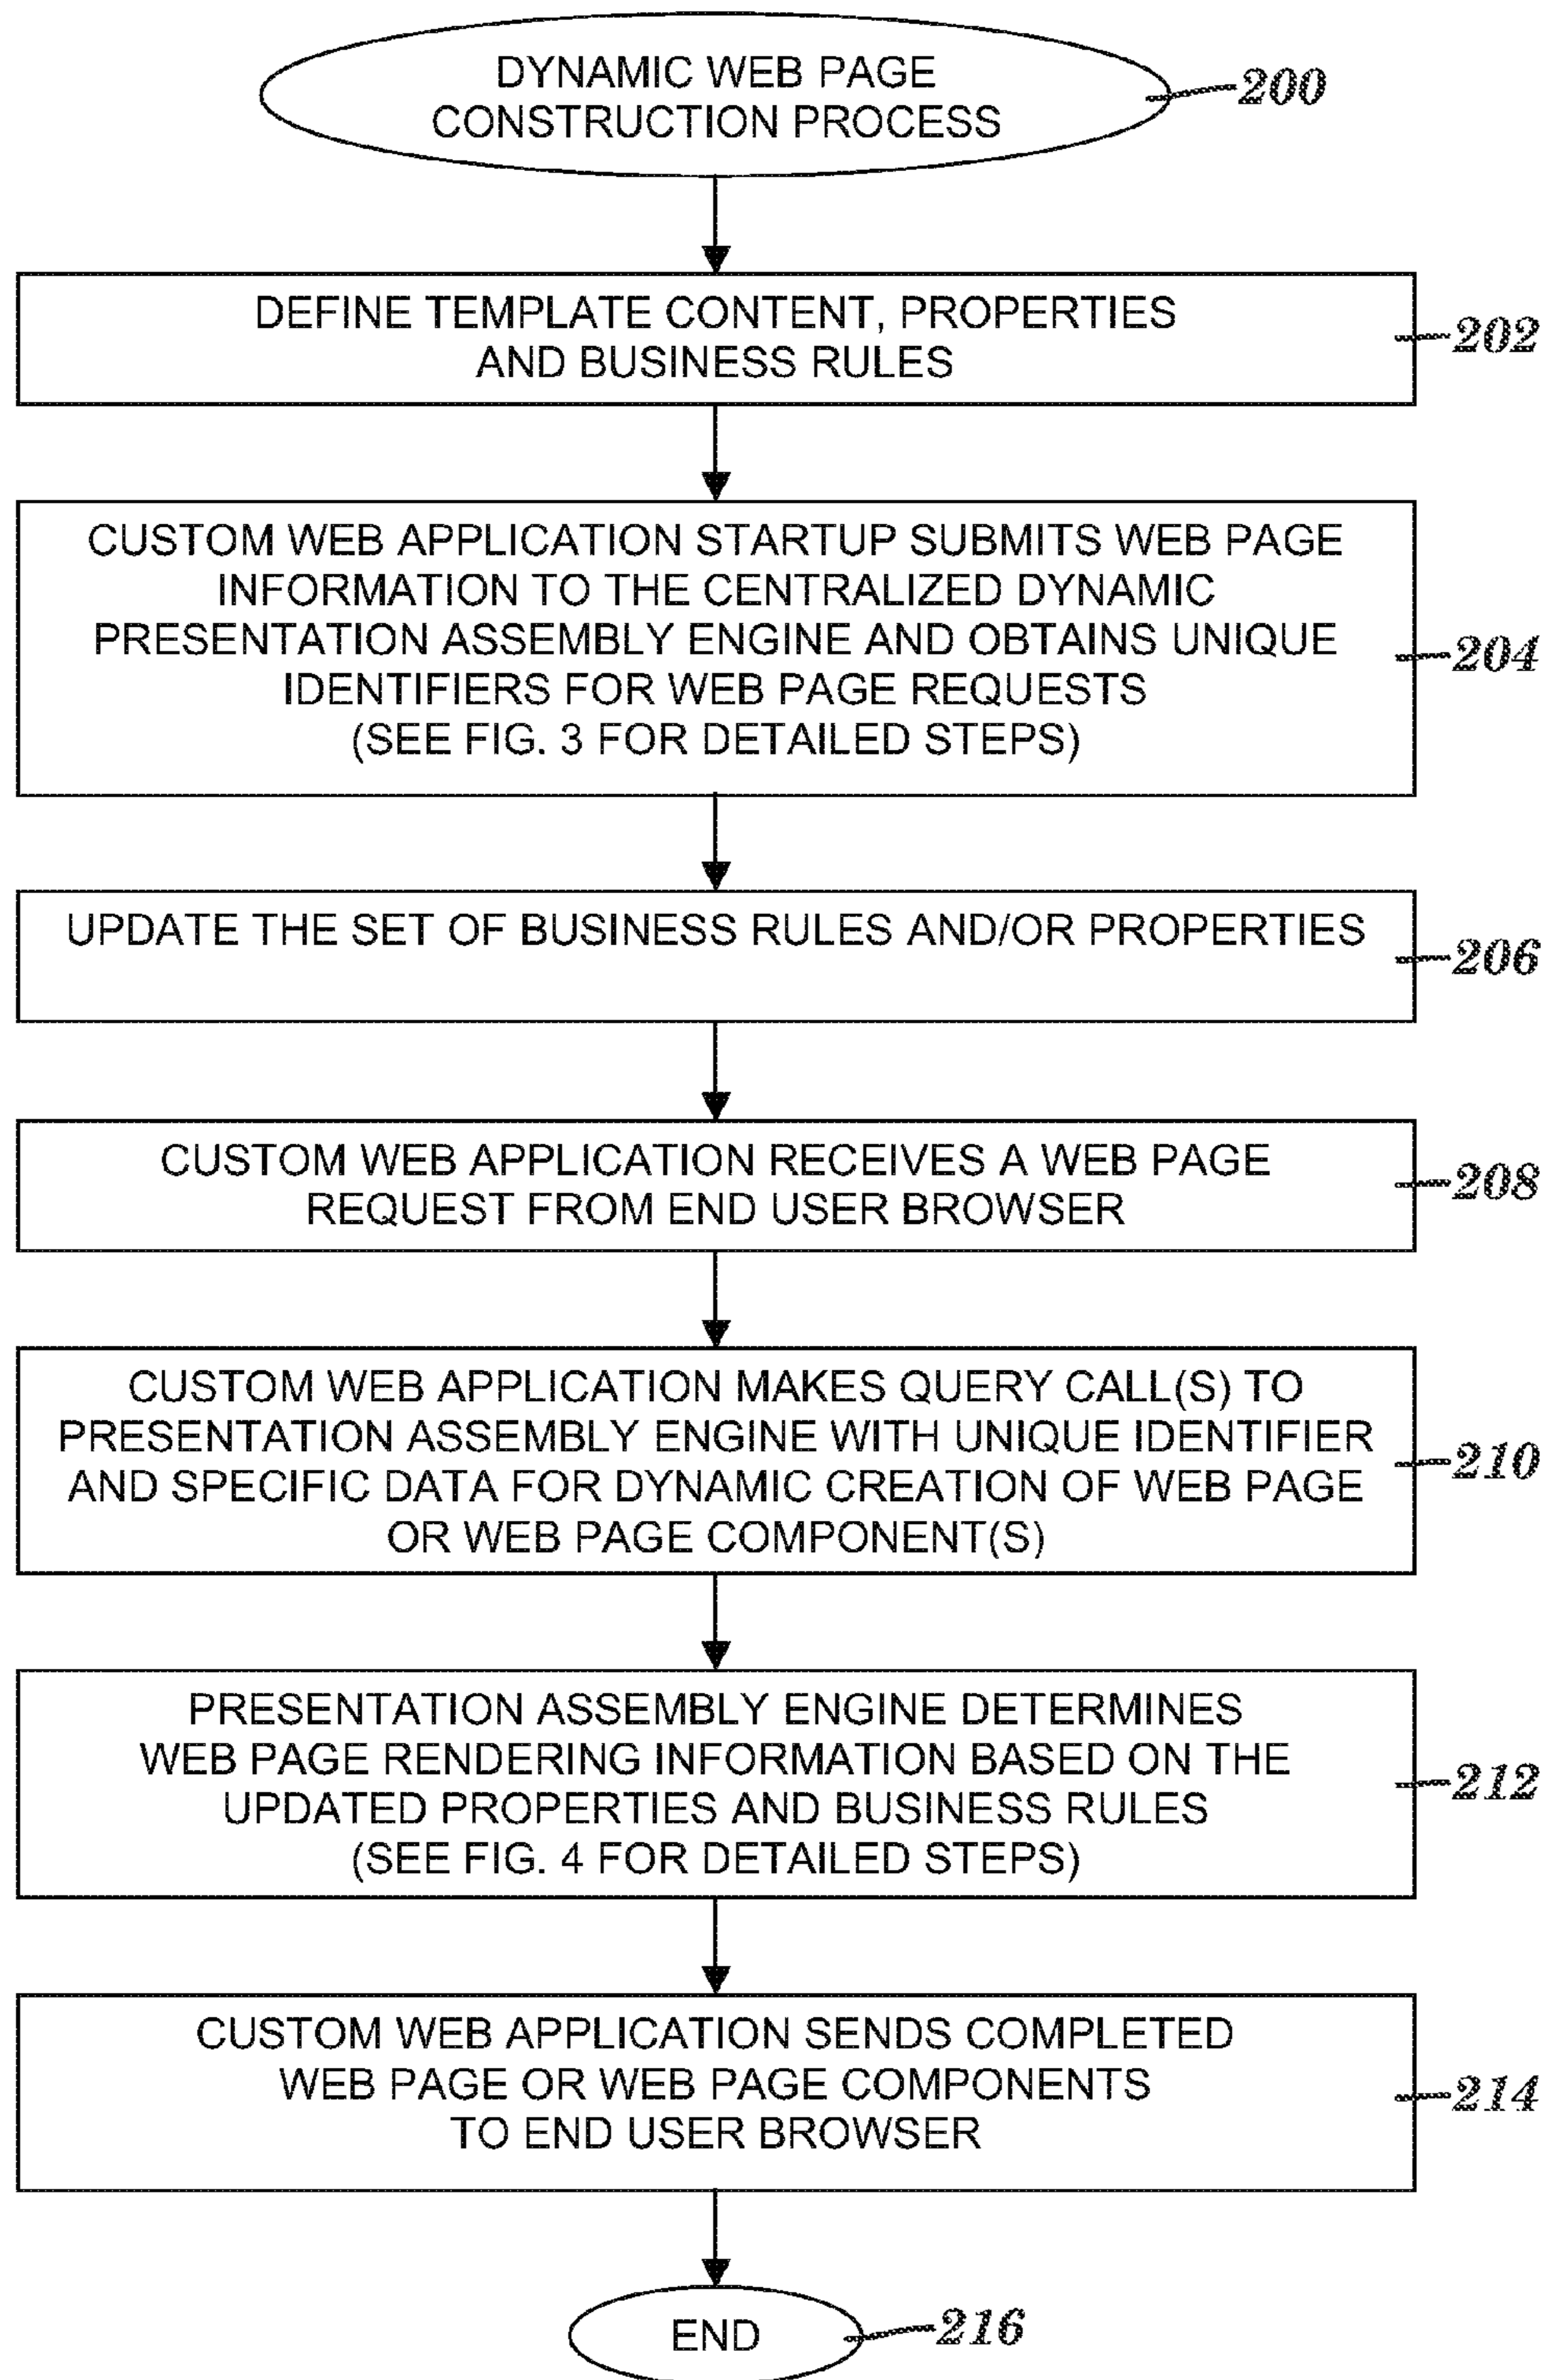 DYNAMIC WEB PAGE
CONSTRUCTION PROCESS
200
DEFINE TEMPLATE CONTENT, PROPERTIES
AND BUSINESS RULES
202
CUSTOM WEB APPLICATION STARTUP SUBMITS WEB PAGE
INFORMATION TO THE CENTRALIZED DYNAMIC
PRESENTATION ASSEMBLY ENGINE AND OBTAINS UNIQUE
IDENTIFIERS FOR WEB PAGE REQUESTS
(SEE FIG. 3 FOR DETAILED STEPS)
204
UPDATE THE SET OF BUSINESS RULES AND/OR PROPERTIES
206
CUSTOM WEB APPLICATION RECEIVES A WEB PAGE
REQUEST FROM END USER BROWSER
208
CUSTOM WEB APPLICATION MAKES QUERY CALL(S) TO
PRESENTATION ASSEMBLY ENGINE WITH UNIQUE IDENTIFIER
AND SPECIFIC DATA FOR DYNAMIC CREATION OF WEB PAGE
OR WEB PAGE COMPONENT(S)
210
PRESENTATION ASSEMBLY ENGINE DETERMINES
WEB PAGE RENDERING INFORMATION BASED ON THE
UPDATED PROPERTIES AND BUSINESS RULES
(SEE FIG. 4 FOR DETAILED STEPS)
212
CUSTOM WEB APPLICATION SENDS COMPLETED
WEB PAGE OR WEB PAGE COMPONENTS
TO END USER BROWSER
214
END
216